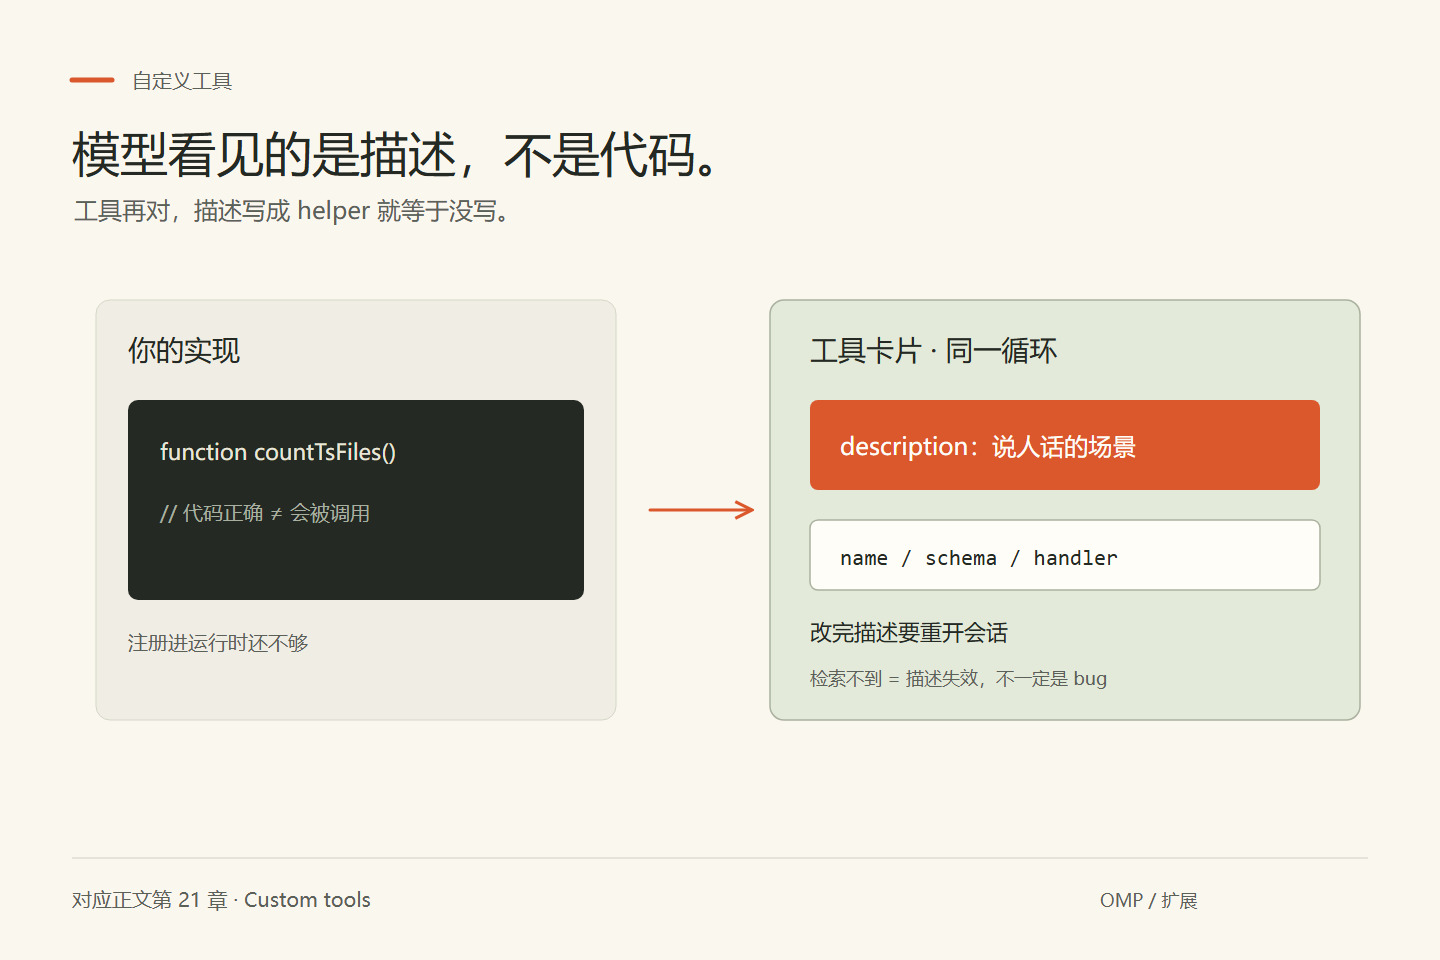 自定义工具
模型看见的是描述，不是代码。
工具再对，描述写成 helper 就等于没写。
你的实现
function countTsFiles()
// 代码正确 ≠ 会被调用
注册进运行时还不够
工具卡片 · 同一循环
description：说人话的场景
name / schema / handler
改完描述要重开会话
检索不到 = 描述失效，不一定是 bug
对应正文第 21 章 · Custom tools
OMP / 扩展